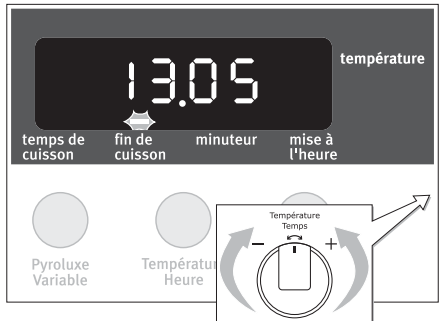 température
13.05
temps de cuisson
fin de cuisson
minuteur
mise à l'heure
Pyroluxe
Variable
Températur
Heure
Température
Temps
- +